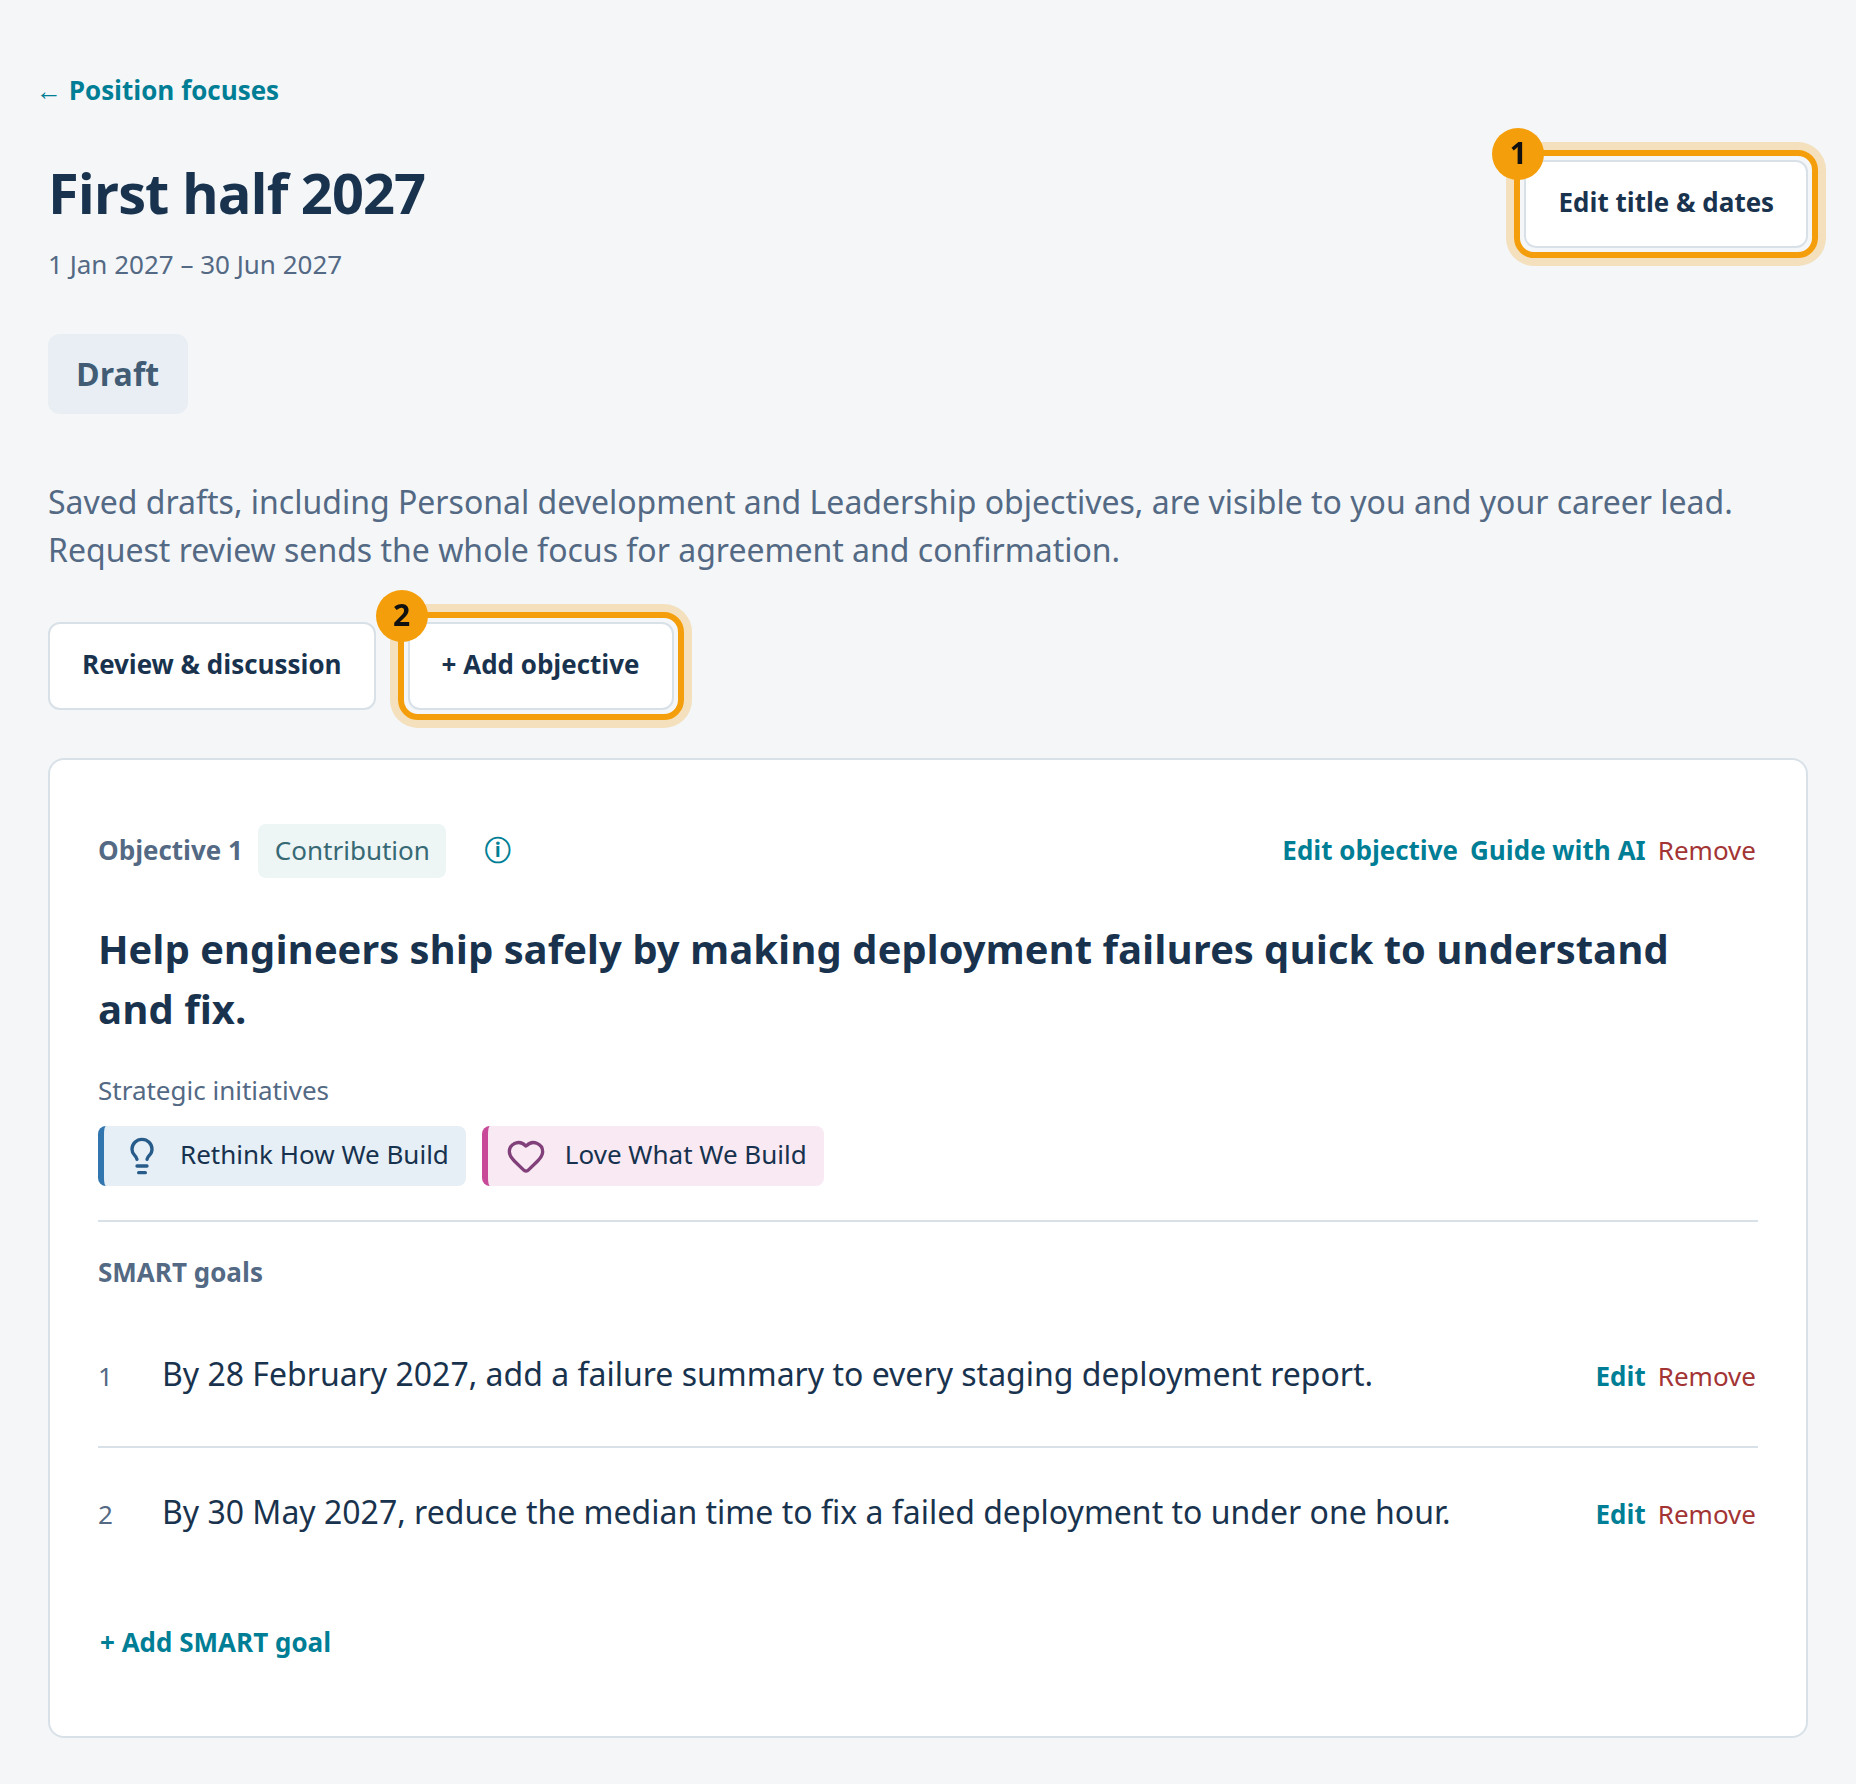 ← Position focuses
First half 2027
1
Edit title & dates
1 Jan 2027 – 30 Jun 2027
Draft
Saved drafts, including Personal development and Leadership objectives, are visible to you and your career lead.
Request review sends the whole focus for agreement and confirmation.
Review & discussion
2
+ Add objective
Objective 1 Contribution ⓘ Edit objective Guide with AI Remove
Help engineers ship safely by making deployment failures quick to understand
and fix.
Strategic initiatives
Rethink How We Build Love What We Build
SMART goals
1 By 28 February 2027, add a failure summary to every staging deployment report. Edit Remove
2 By 30 May 2027, reduce the median time to fix a failed deployment to under one hour. Edit Remove
+ Add SMART goal